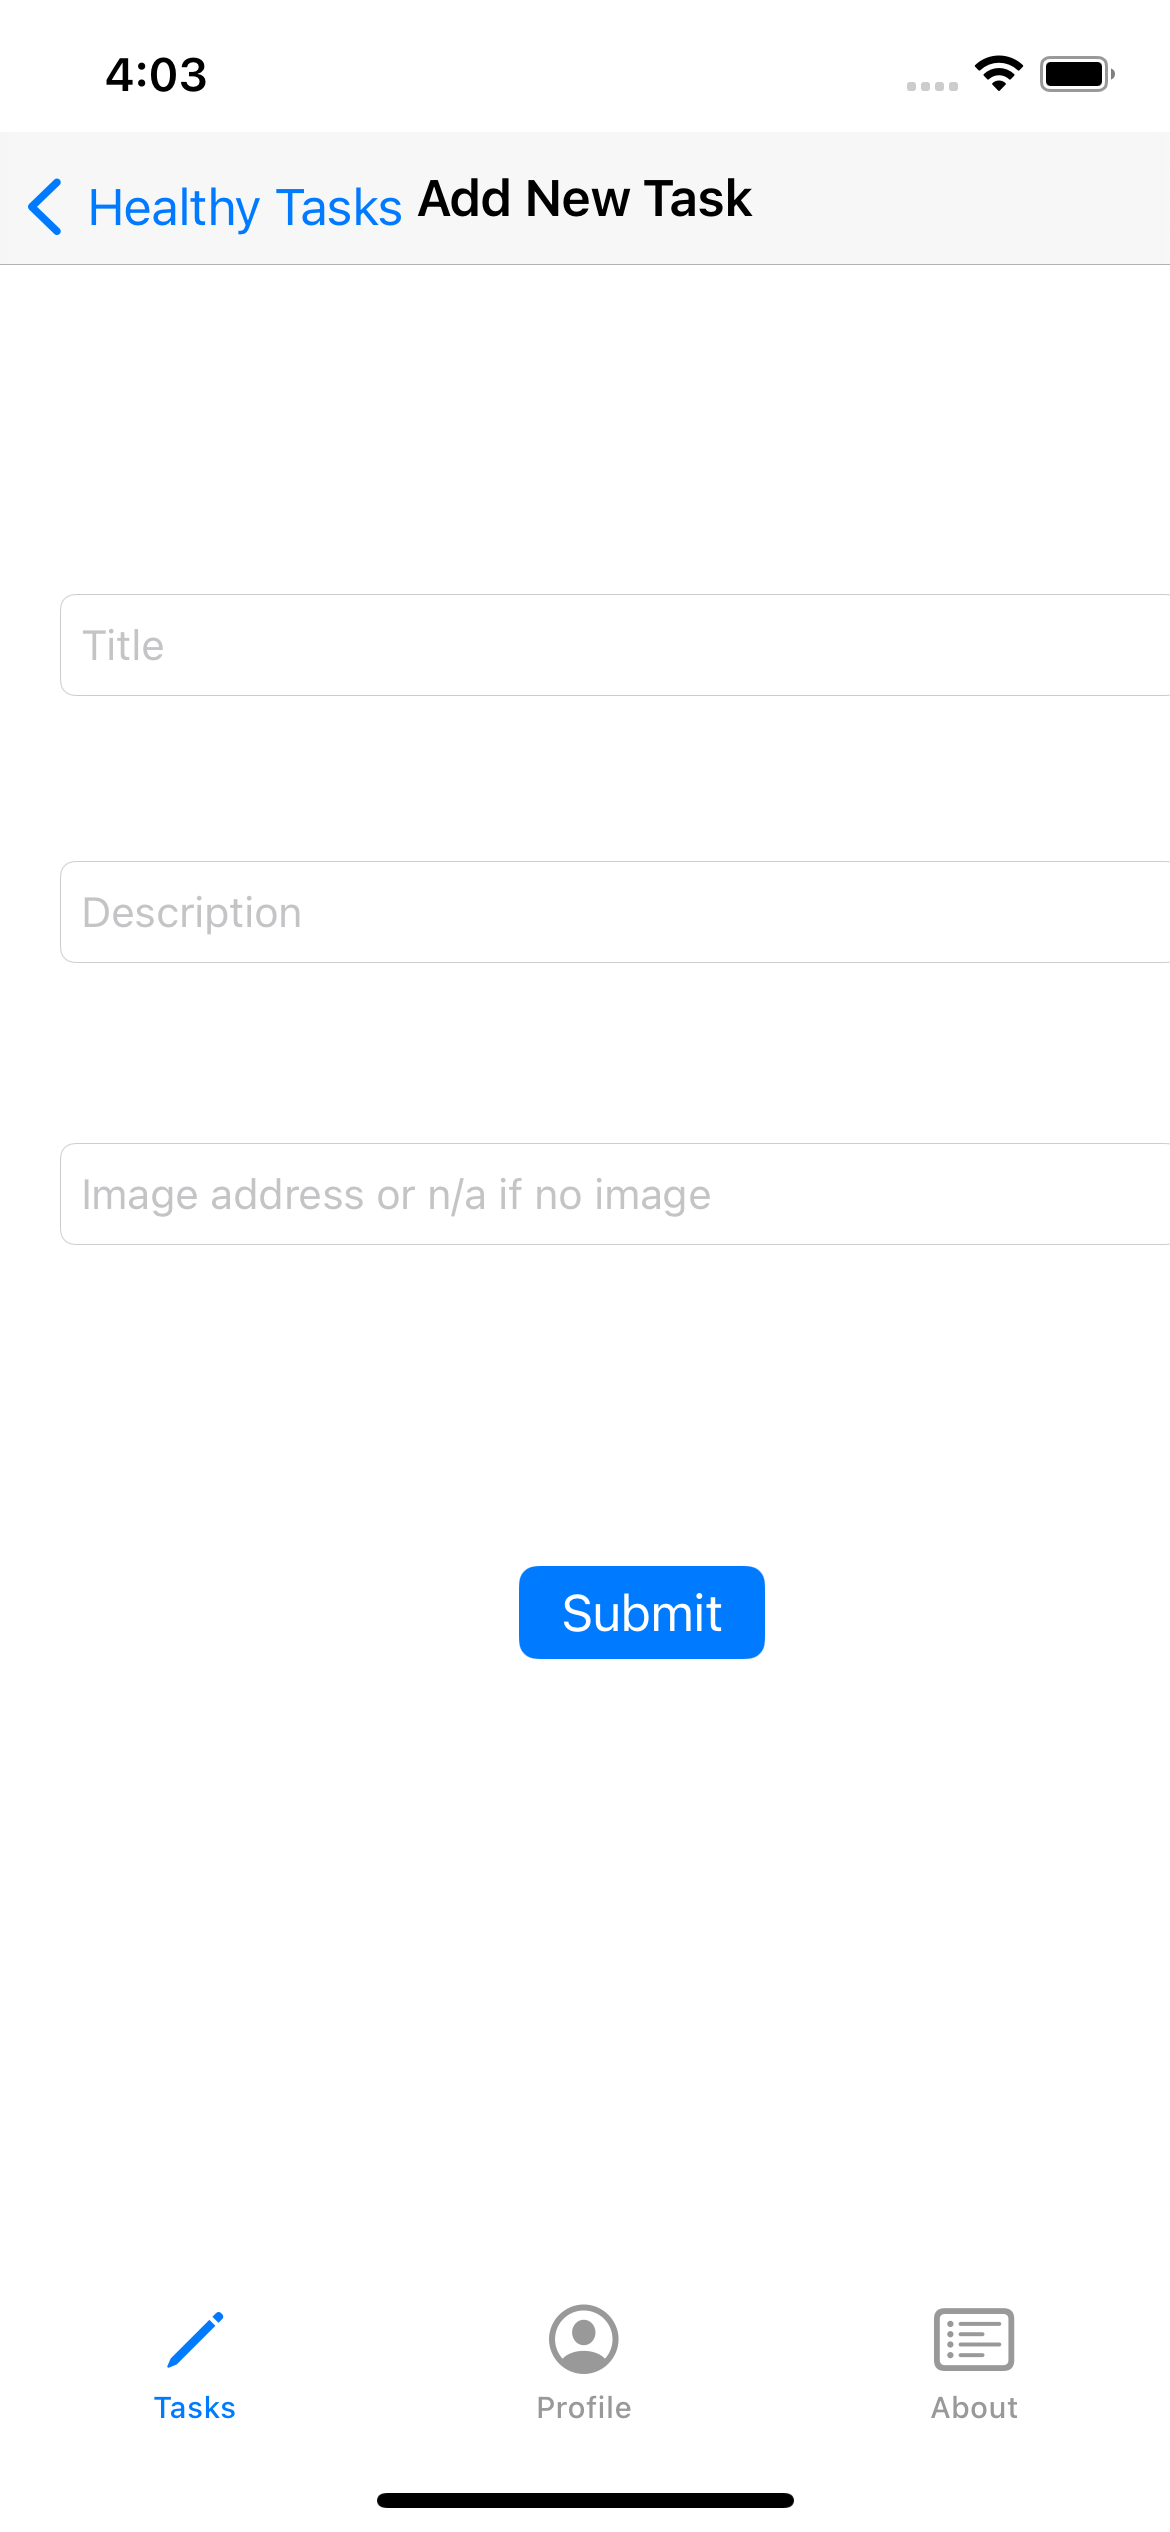 4:03
Healthy Tasks Add New Task
Title
Description
Image address or n/a if no image
Submit
Tasks Profile About